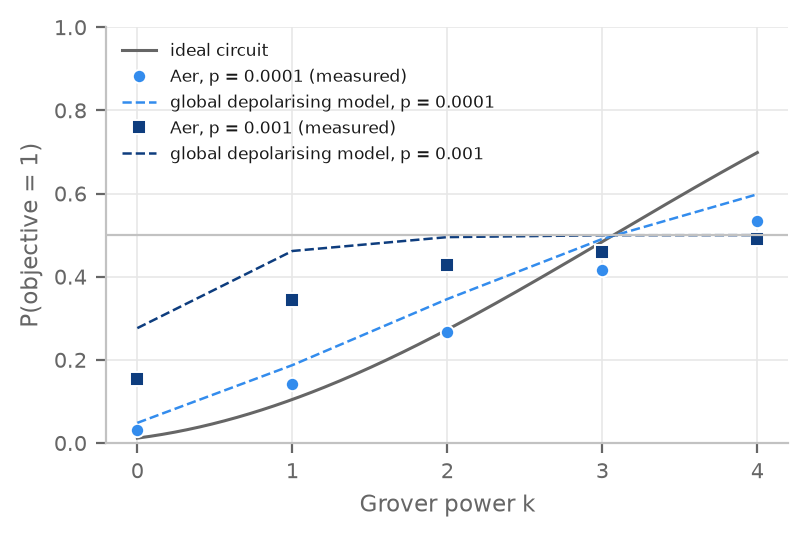 1.0
0.8
0.6
0.4
0.2
0.0
P(objective = 1)
ideal circuit
Aer, p = 0.0001 (measured)
global depolarising model, p = 0.0001
Aer, p = 0.001 (measured)
global depolarising model, p = 0.001
0 1 2 3 4
Grover power k